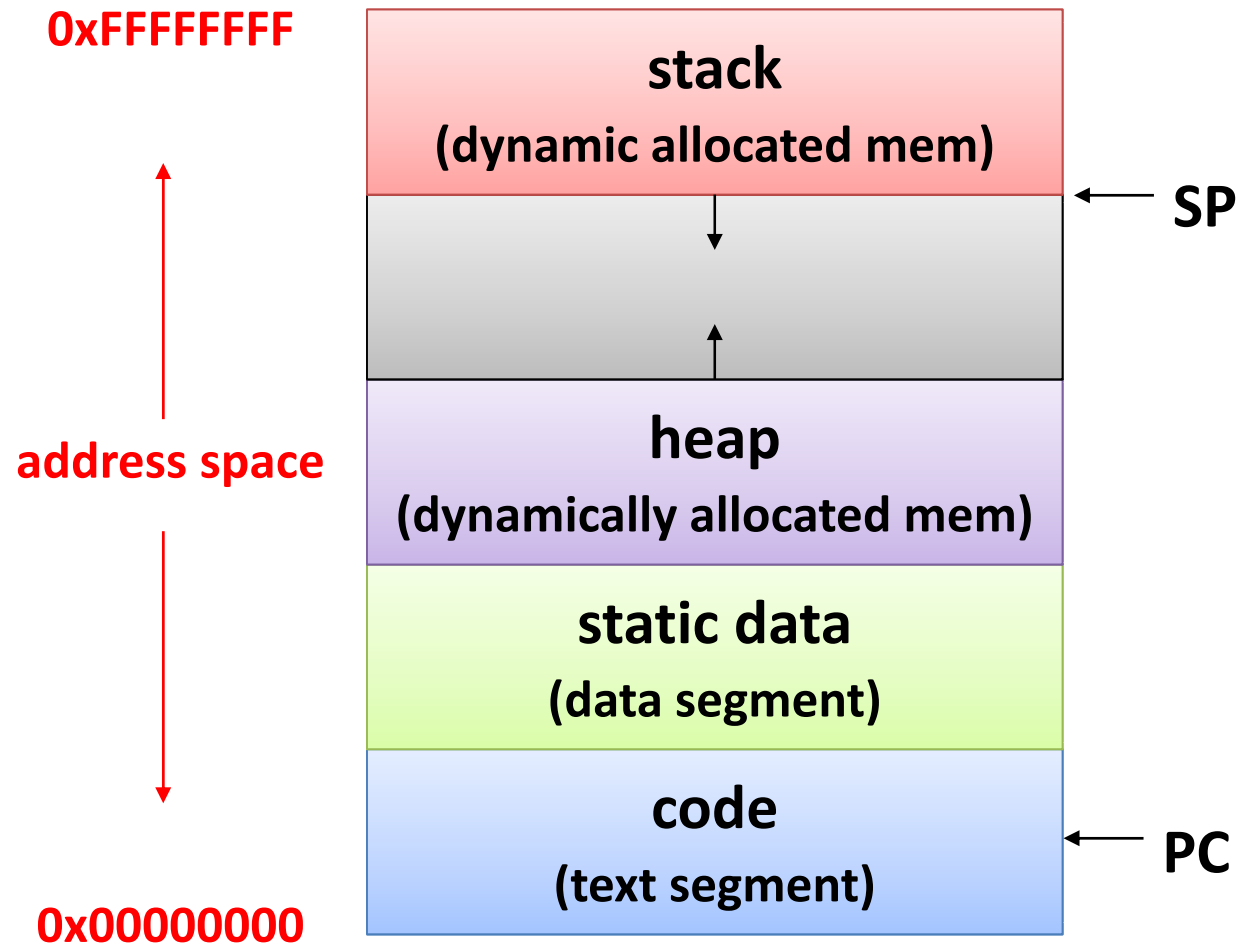 0xFFFFFFFF
stack
(dynamic allocated mem)
SP
heap
address space
(dynamically allocated mem)
static data
(data segment)
code
PC
(text segment)
0x00000000